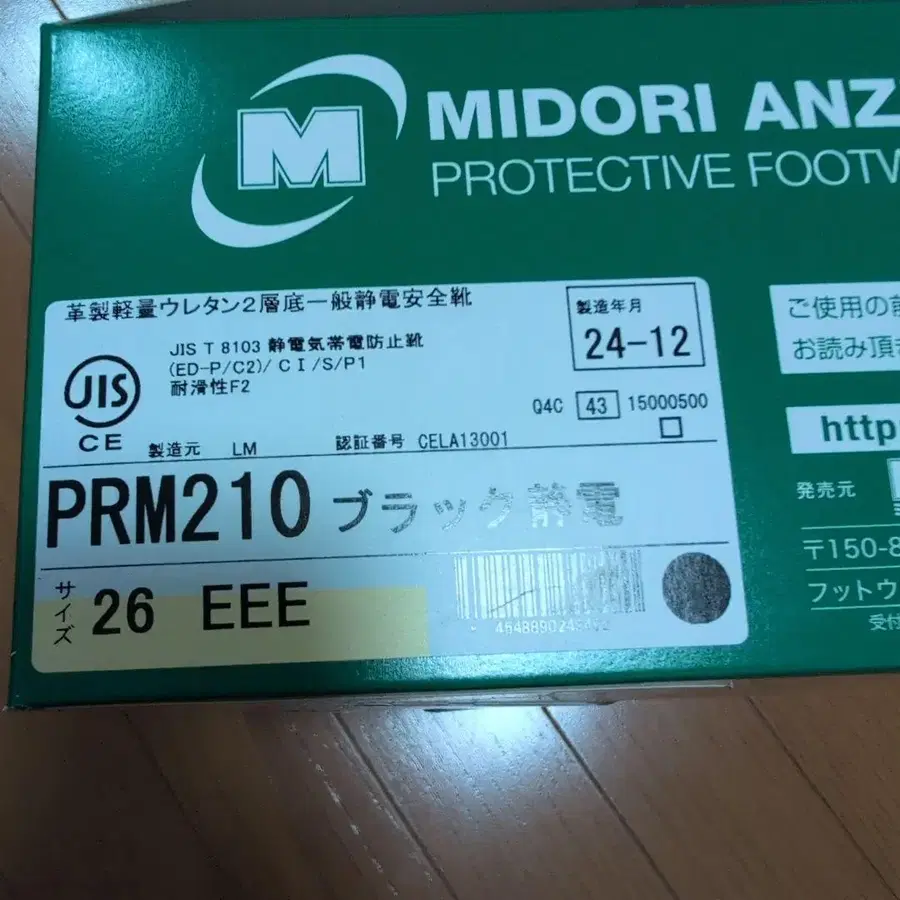 M
MIDORI ANZ
PROTECTIVE FOOTW
革製軽量ウレタン2層底一般静電安全靴
製造年月
24-12
JIS T 8103 静電気帯電防止靴
(ED-P/C2)/ CI/S/P1
耐滑性F2
JIS
CE
Q4C 43 15000500
製造元 LM 認証番号 CELA13001
PRM210 ブラック静電
サイズ 26 EEE
ご使用の前
お読み頂き
http
発売元
〒150-8
フットウ
受付